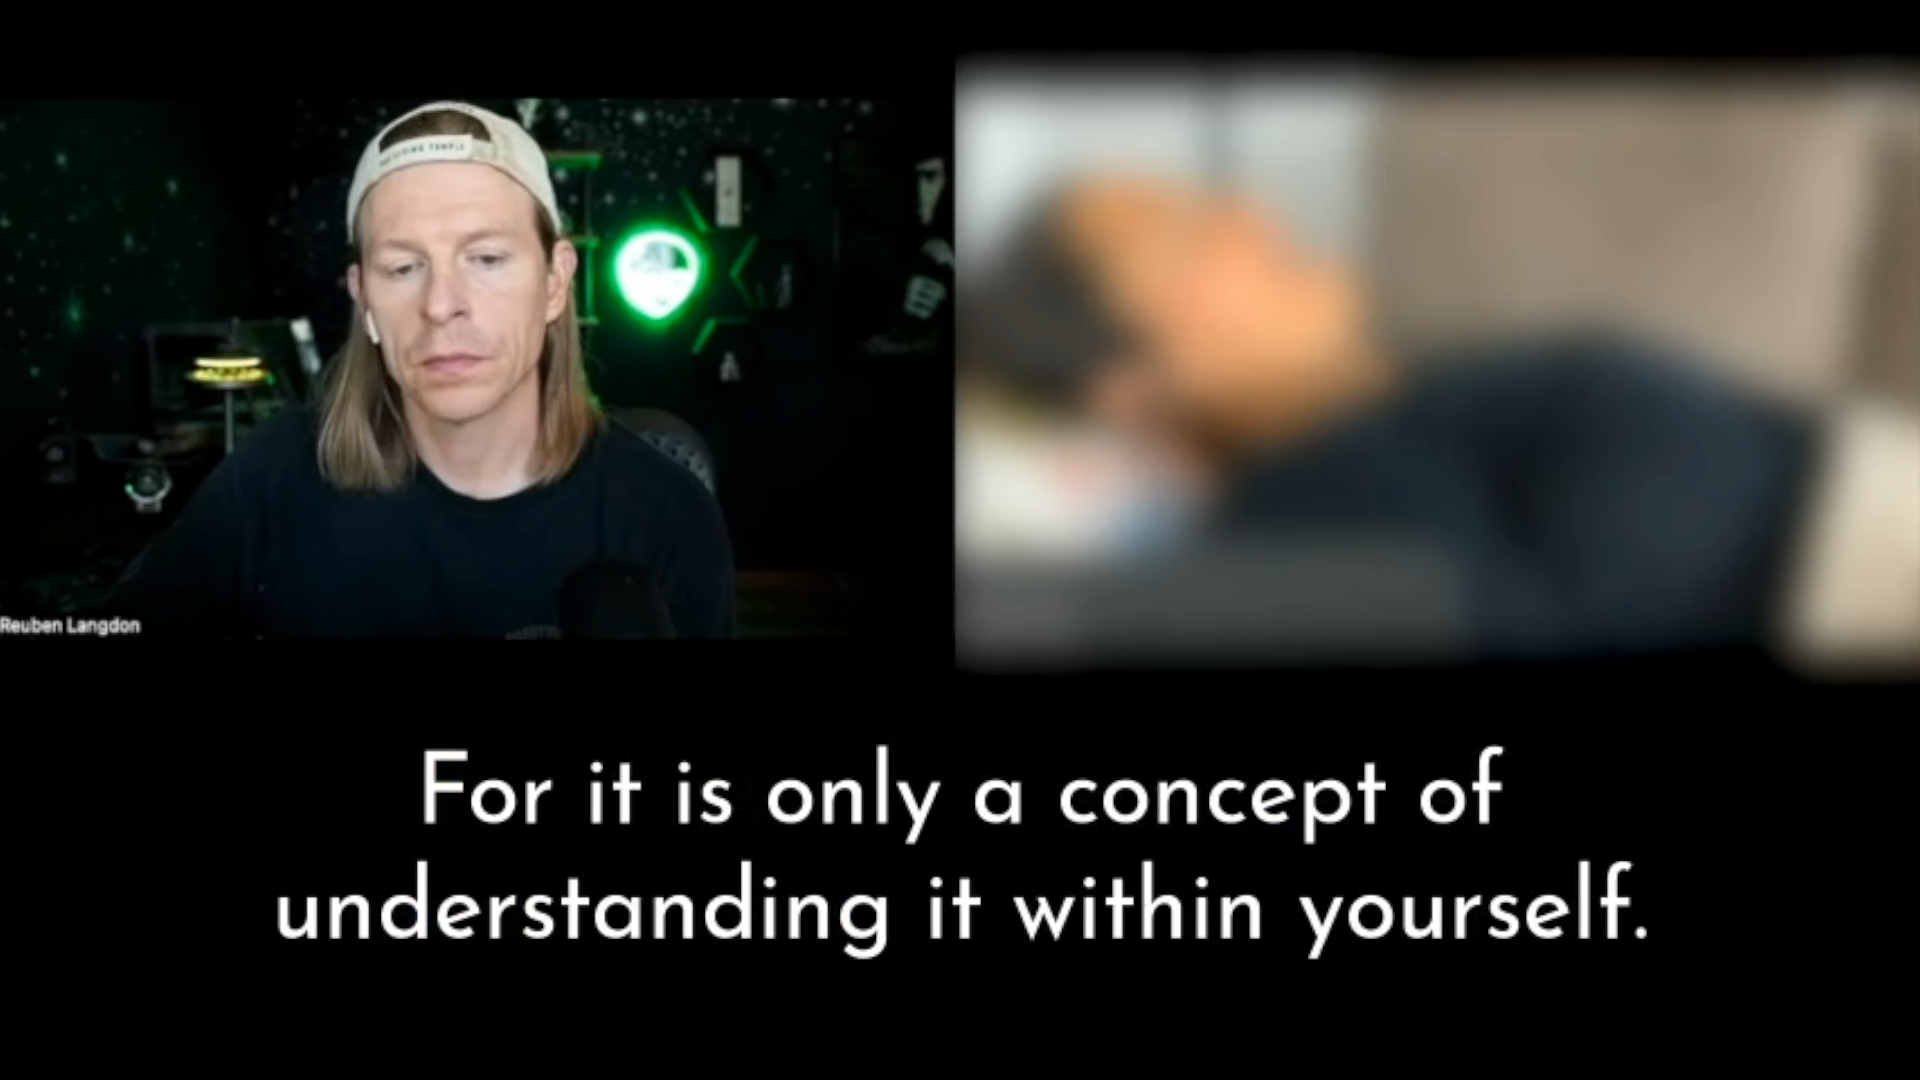 Reuben Langdon
For it is only a concept of
understanding it within yourself.